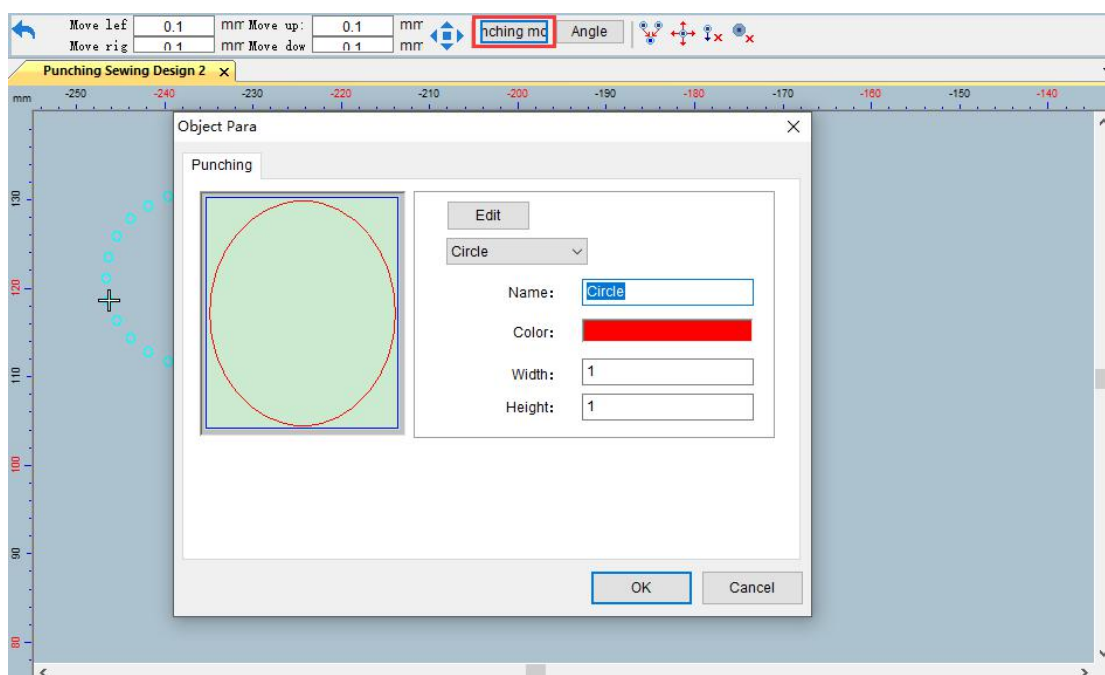 Move lef 0.1 mm Move up: 0.1 mm nching mo Angle
Move rig 0.1 mm Move dow 0.1 mm
Punching Sewing Design 2 x
mm -250 -240 -230 -220 -210 -200 -190 -180 -170 -160 -150 -140
Object Para
Punching
130
Edit
Circle
120
Name: Circle
Color:
110
Width: 1
Height: 1
100
90
OK Cancel
80